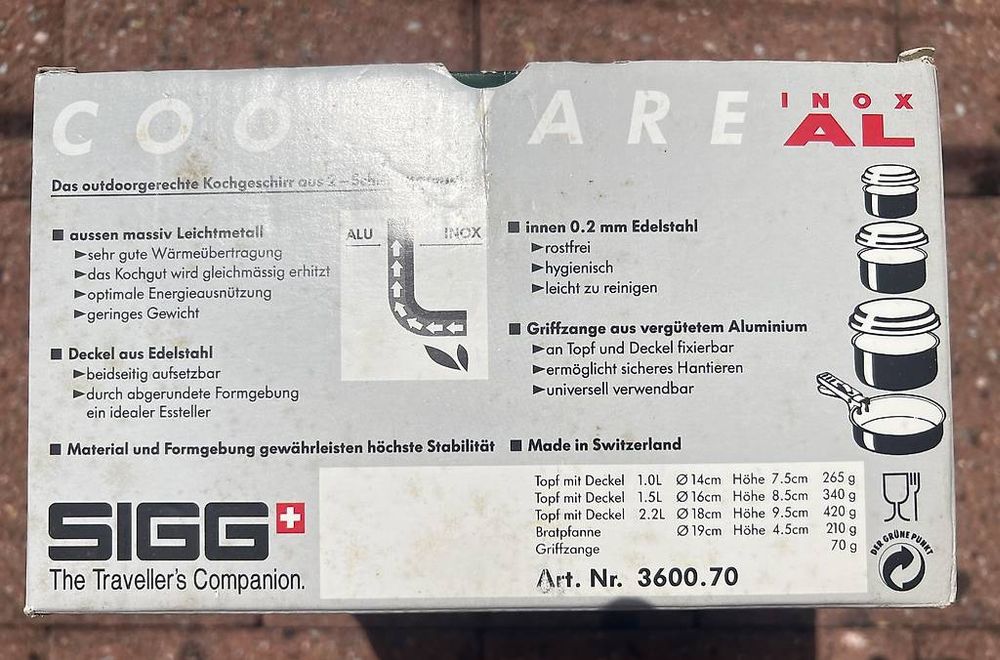 COO ARE
INOX
AL
Das outdoorgerechte Kochgeschirr aus 2-
■ aussen massiv Leichtmetall
►sehr gute Wärmeübertragung
►das Kochgut wird gleichmässig erhitzt
►optimale Energieausnützung
►geringes Gewicht
■ Deckel aus Edelstahl
►beidseitig aufsetzbar
►durch abgerundete Formgebung
ein idealer Essteller
ALU INOX
■ innen 0.2 mm Edelstahl
►rostfrei
►hygienisch
►leicht zu reinigen
■ Griffzange aus vergütetem Aluminium
►an Topf und Deckel fixierbar
►ermöglicht sicheres Hantieren
►universell verwendbar
■ Material und Formgebung gewährleisten höchste Stabilität ■ Made in Switzerland
SIGG
The Traveller's Companion.
Topf mit Deckel 1.0L Ø 14cm Höhe 7.5cm 265 g
Topf mit Deckel 1.5L Ø 16cm Höhe 8.5cm 340 g
Topf mit Deckel 2.2L Ø 18cm Höhe 9.5cm 420 g
Bratpfanne Ø 19cm Höhe 4.5cm 210 g
Griffzange 70 g
Art. Nr. 3600.70
DER GRÜNE PUNKT